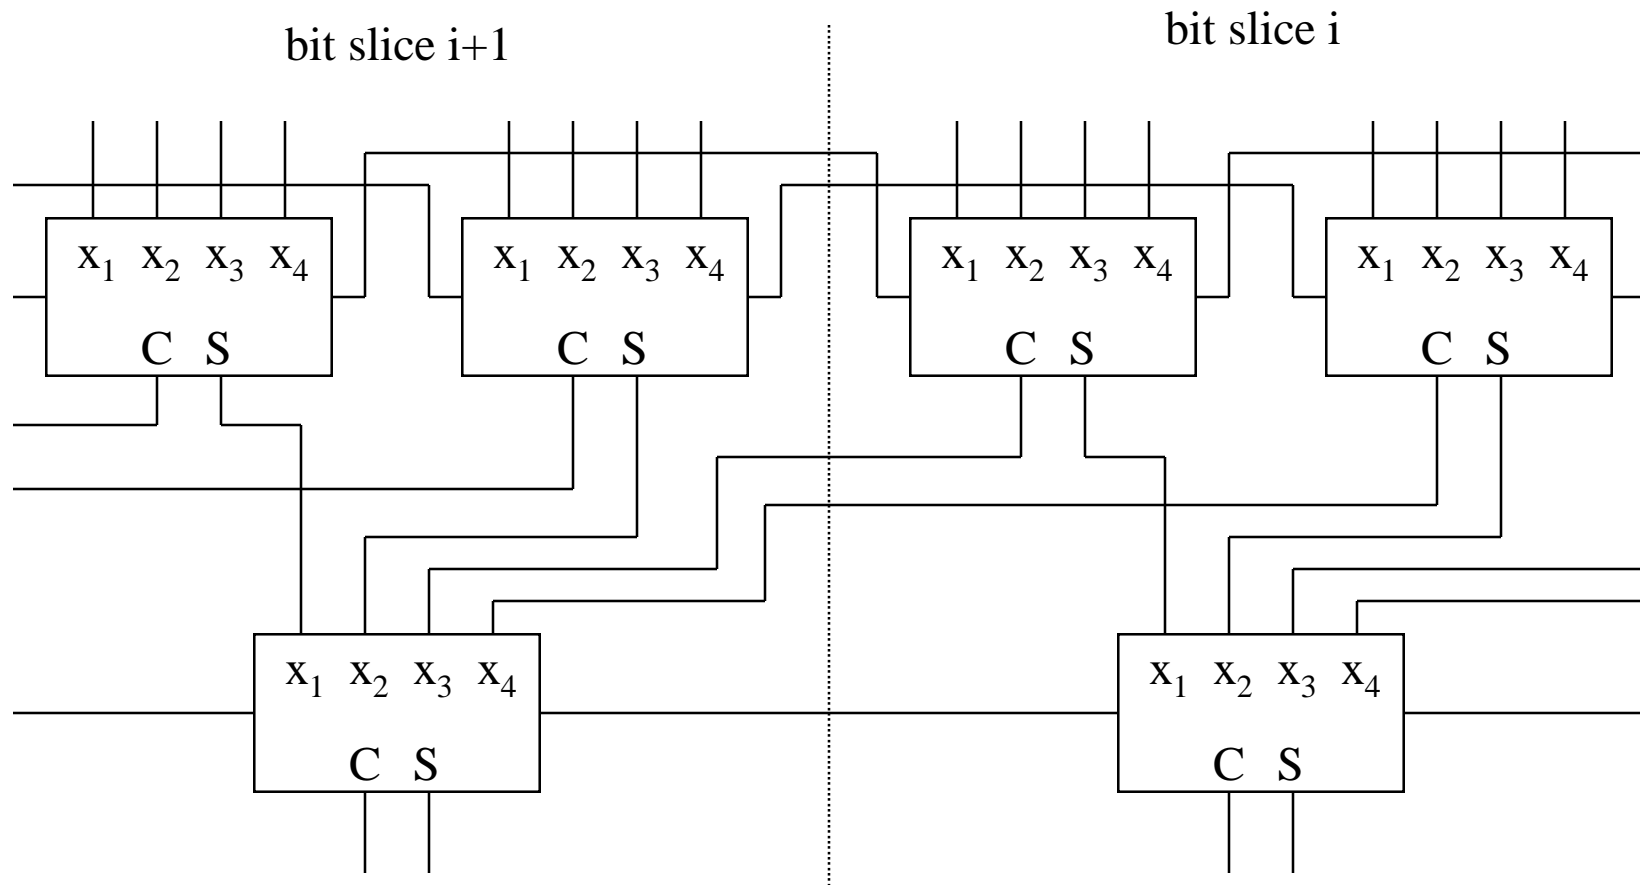 bit slice i+1
bit slice i
x₁ x₂ x₃ x₄
C S
x₁ x₂ x₃ x₄
C S
x₁ x₂ x₃ x₄
C S
x₁ x₂ x₃ x₄
C S
x₁ x₂ x₃ x₄
C S
x₁ x₂ x₃ x₄
C S